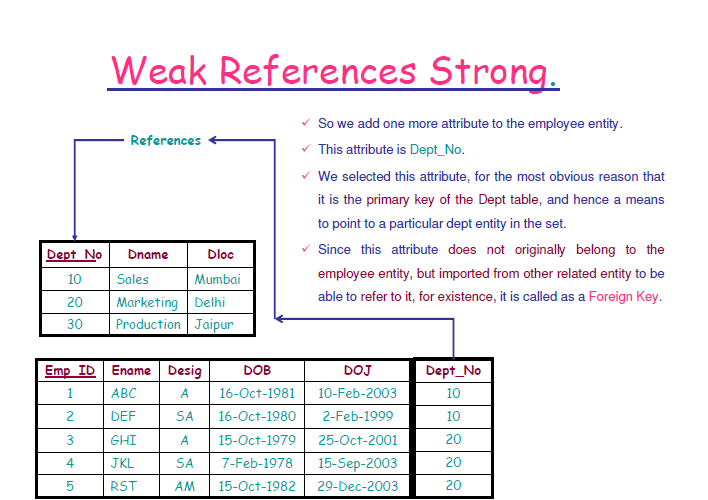 Weak References Strong.
So we add one more attribute to the employee entity.
This attribute is Dept_No.
We selected this attribute, for the most obvious reason that
it is the primary key of the Dept table, and hence a means
to point to a particular dept entity in the set.
Since this attribute does not originally belong to the
employee entity, but imported from other related entity to be
able to refer to it, for existence, it is called as a Foreign Key.
References
Dept_No Dname Dloc
10 Sales Mumbai
20 Marketing Delhi
30 Production Jaipur
Emp_ID Ename Desig DOB DOJ Dept_No
1 ABC A 16-Oct-1981 10-Feb-2003 10
2 DEF SA 16-Oct-1980 2-Feb-1999 10
3 GHI A 15-Oct-1979 25-Oct-2001 20
4 JKL SA 7-Feb-1978 15-Sep-2003 20
5 RST AM 15-Oct-1982 29-Dec-2003 20